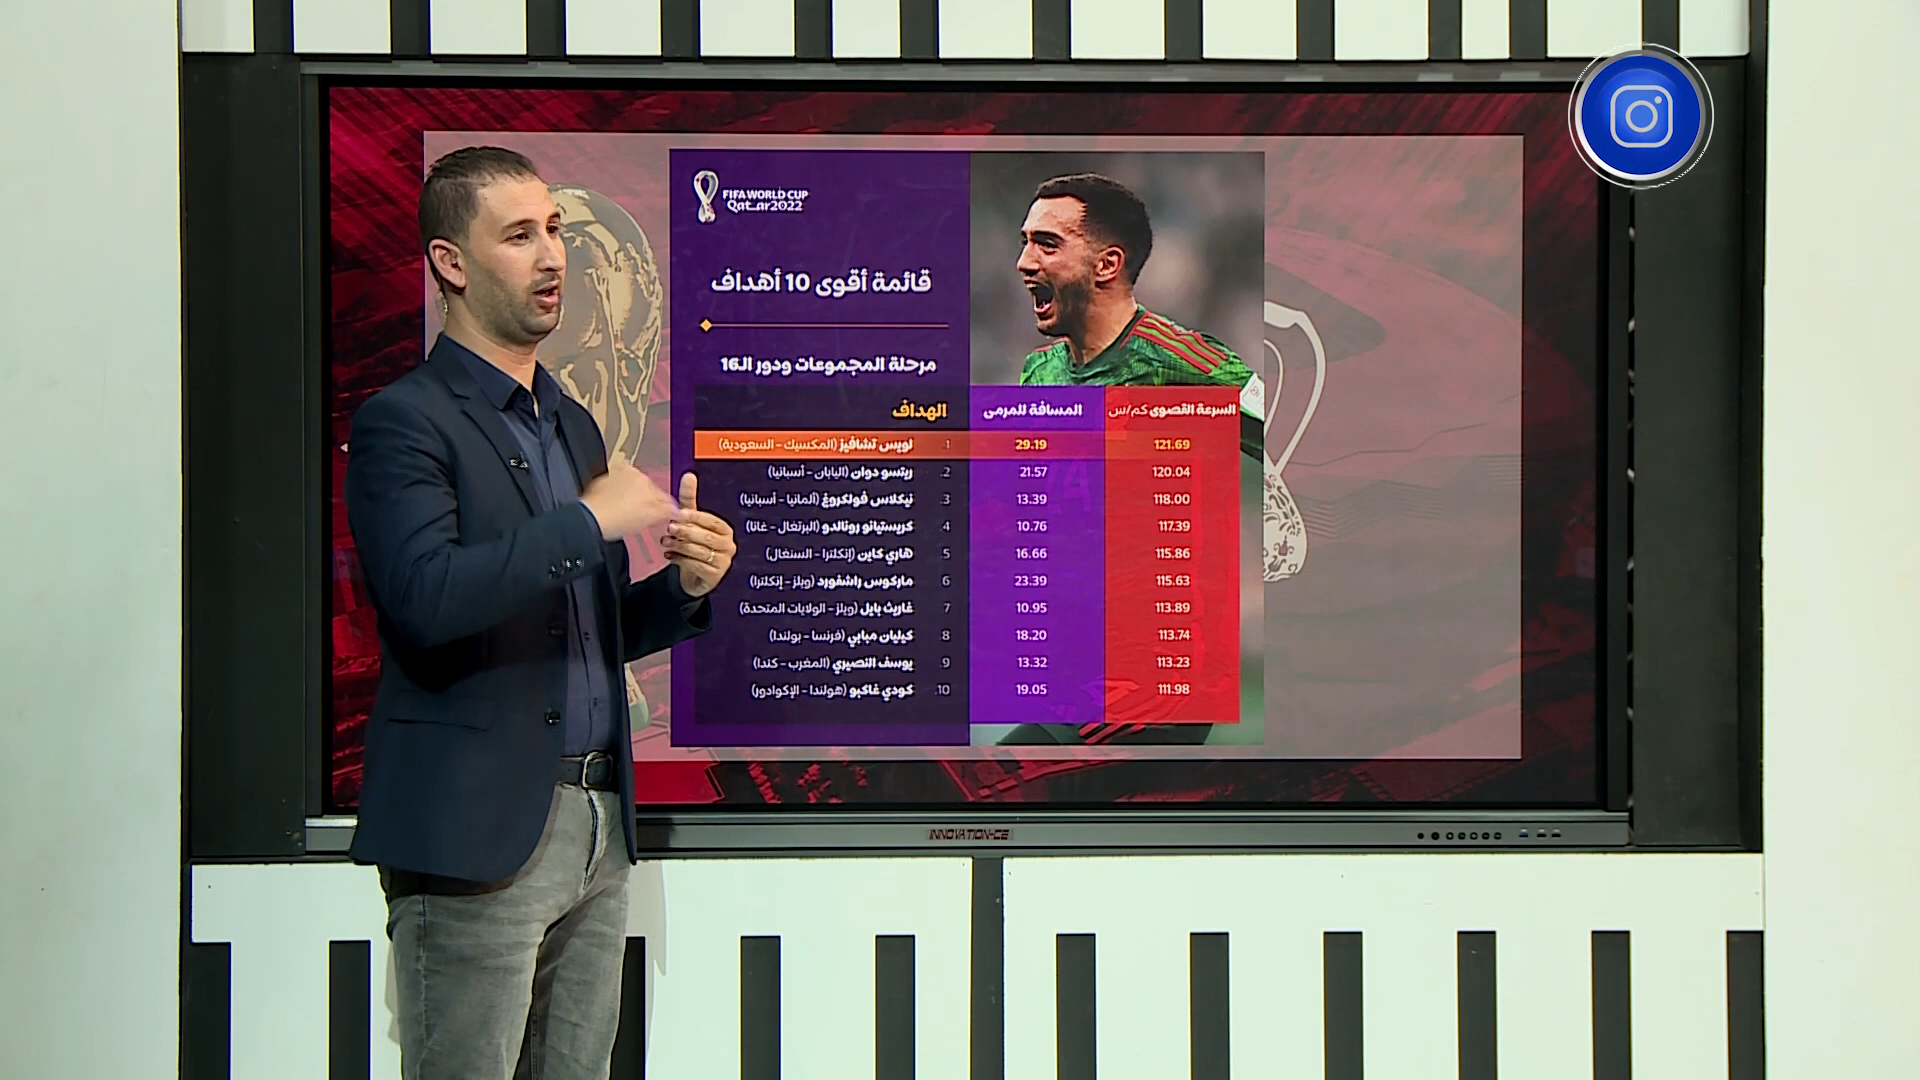 FIFA WORLD CUP
Qatar2022
قائمة أقوى 10 أهداف
مرحلة المجموعات ودور الـ16
الهداف المسافة للمرمى السرعة القصوى كم/س
1. لويس تشافيز (المكسيك - السعودية) 29.19 121.69
2. ريتسو دوان (اليابان - أسبانيا) 21.57 120.04
3. نيكلاس فولكروغ (ألمانيا - أسبانيا) 13.39 118.00
4. كريستيانو رونالدو (البرتغال - غانا) 10.76 117.39
5. هاري كاين (إنكلترا - السنغال) 16.66 115.86
6. ماركوس راشفورد (ويلز - إنكلترا) 23.39 115.63
7. غاريث بايل (ويلز - الولايات المتحدة) 10.95 113.89
8. كيليان مبابي (فرنسا - بولندا) 18.20 113.74
9. يوسف النصيري (المغرب - كندا) 13.32 113.23
10. كودي غاكبو (هولندا - الإكوادور) 19.05 111.98
INNOVATION-CE